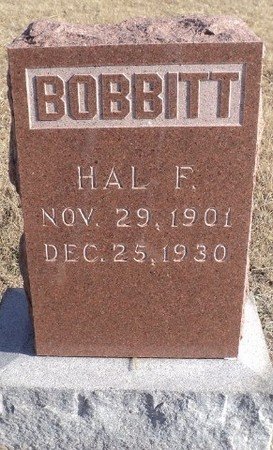 BOBBITT
HAL F.
NOV. 29, 1901
DEC. 25, 1930